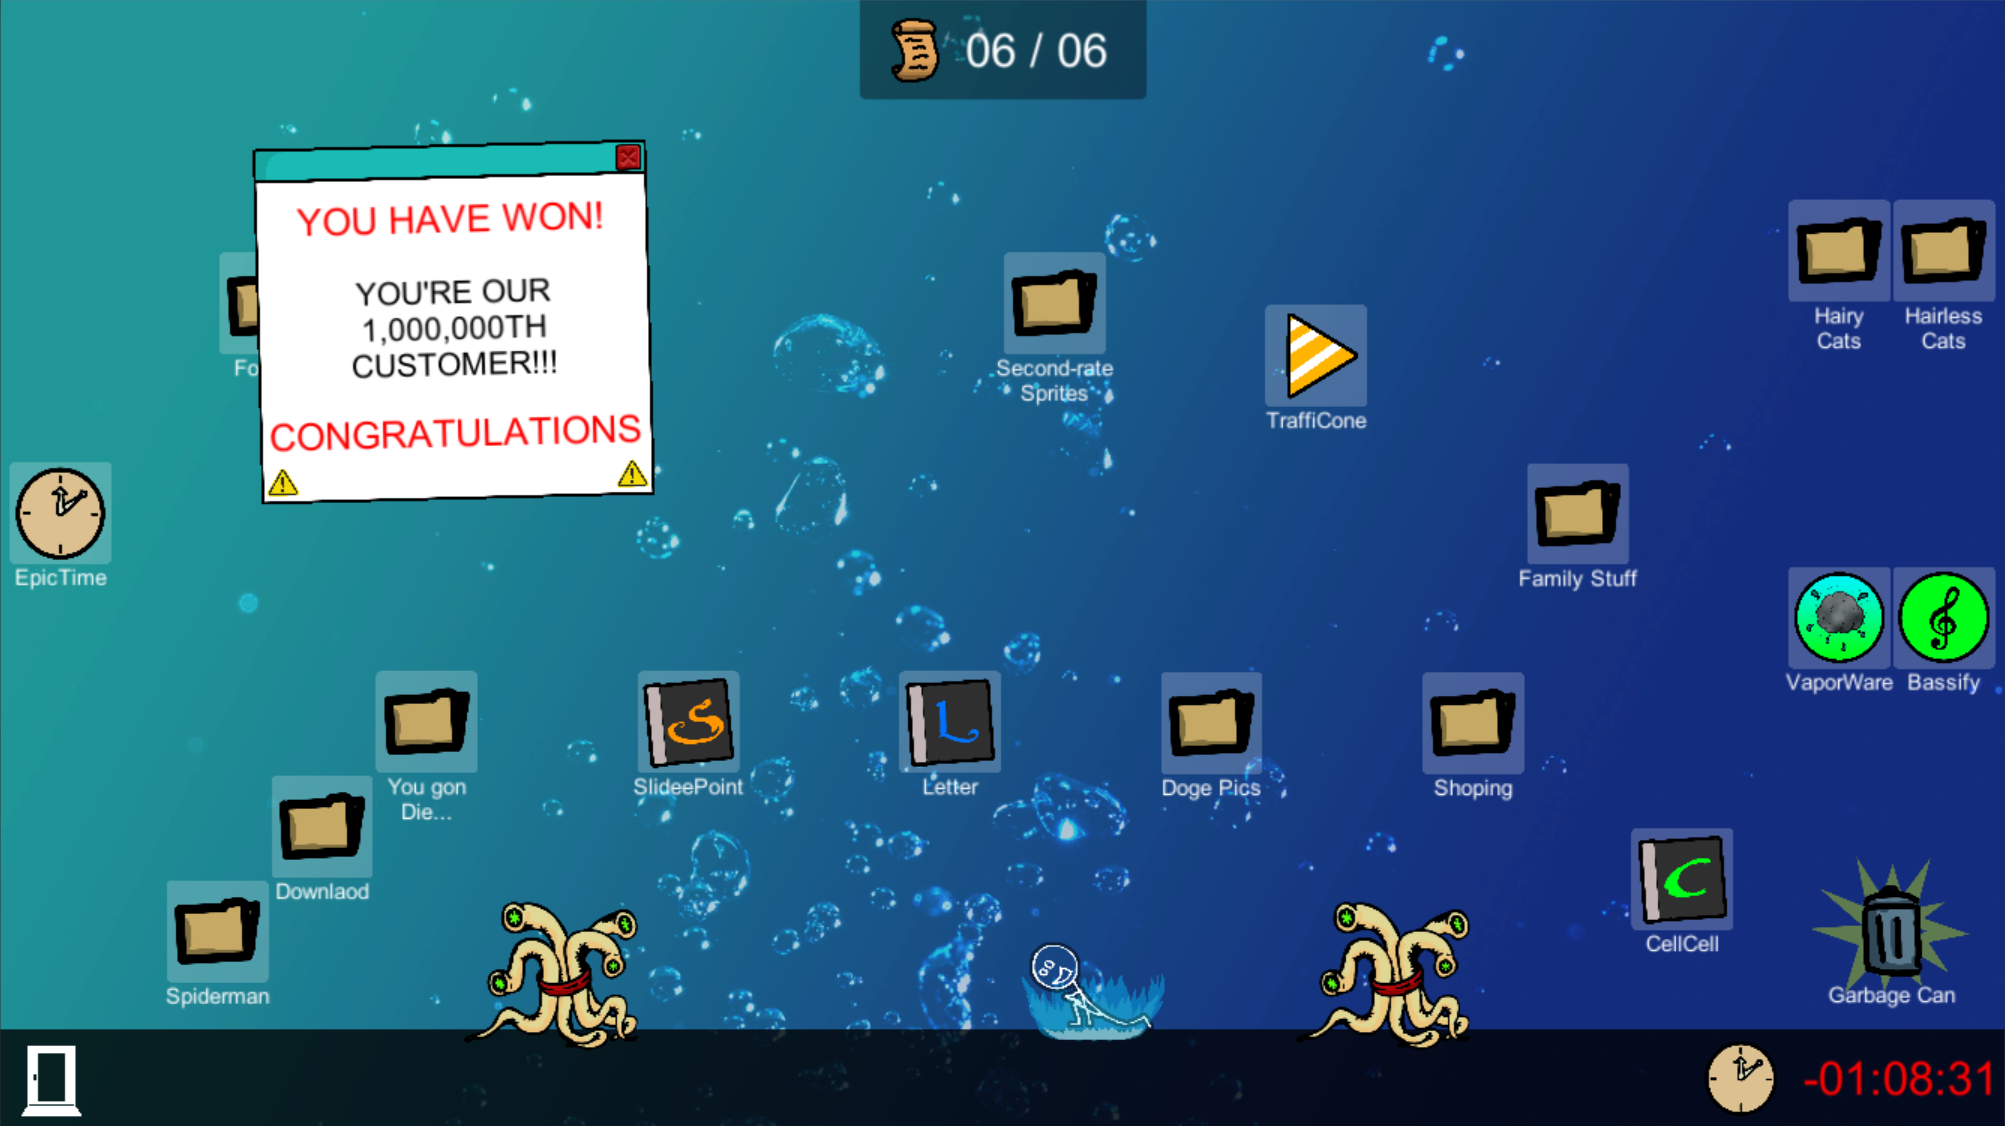 06 / 06
YOU HAVE WON!
YOU'RE OUR
1,000,000TH
CUSTOMER!!!
CONGRATULATIONS
Second-rate
Sprites
TraffiCone
Hairy
Cats
Hairless
Cats
EpicTime
Family Stuff
VaporWare
Bassify
You gon
Die...
SlideePoint
Letter
Doge Pics
Shoping
Downlaod
Spiderman
CellCell
Garbage Can
-01:08:31